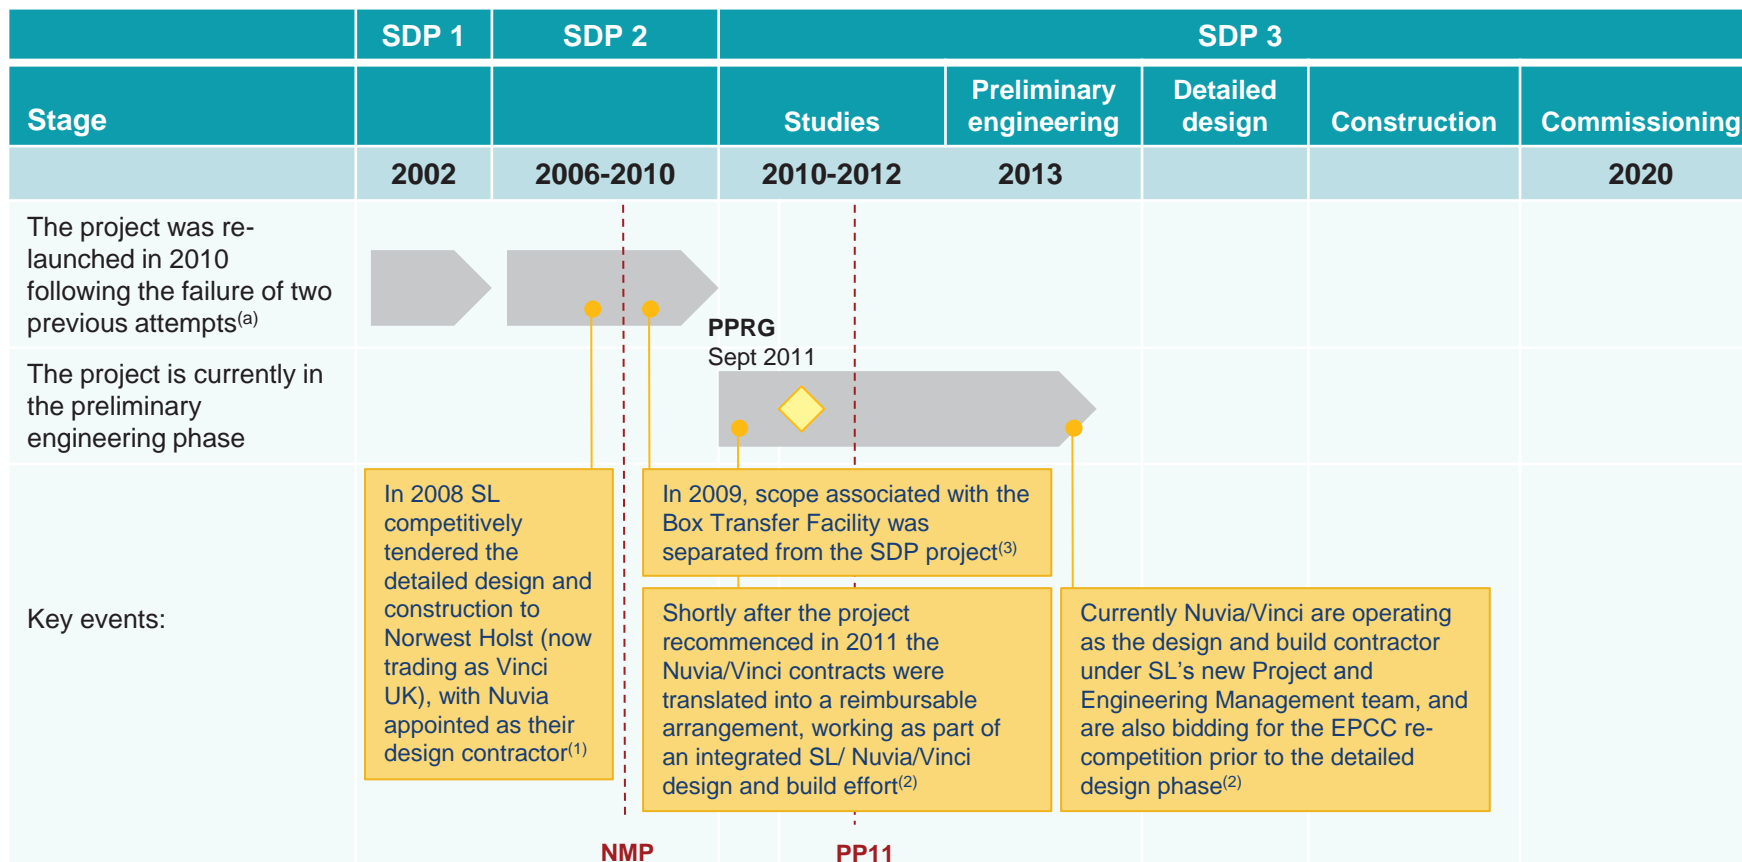 SDP 1
SDP 2
SDP 3
Stage
Studies
Preliminary
engineering
Detailed
design
Construction
Commissioning
2002
2006-2010
2010-2012
2013
2020
The project was re-
launched in 2010
following the failure of two
previous attempts(a)
PPRG
Sept 2011
The project is currently in
the preliminary
engineering phase
Key events:
In 2008 SL
competitively
tendered the
detailed design and
construction to
Norwest Holst (now
trading as Vinci
UK), with Nuvia
appointed as their
design contractor(1)
In 2009, scope associated with the
Box Transfer Facility was
separated from the SDP project(3)
Shortly after the project
recommenced in 2011 the
Nuvia/Vinci contracts were
translated into a reimbursable
arrangement, working as part of
an integrated SL/ Nuvia/Vinci
design and build effort(2)
Currently Nuvia/Vinci are operating
as the design and build contractor
under SL's new Project and
Engineering Management team, and
are also bidding for the EPCC re-
competition prior to the detailed
design phase(2)
NMP
PP11